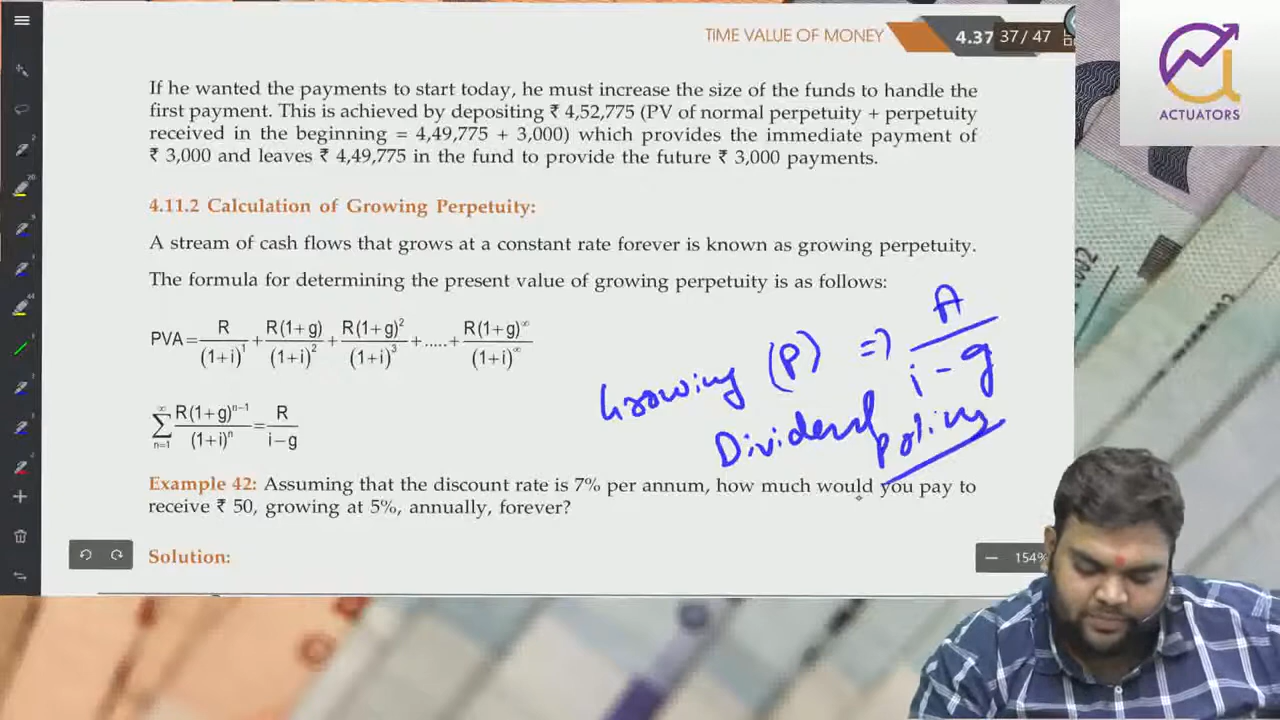 TIME VALUE OF MONEY 4.37 37 / 47
If he wanted the payments to start today, he must increase the size of the funds to handle the
first payment. This is achieved by depositing ₹ 4,52,775 (PV of normal perpetuity + perpetuity
received in the beginning = 4,49,775 + 3,000) which provides the immediate payment of
₹ 3,000 and leaves ₹ 4,49,775 in the fund to provide the future ₹ 3,000 payments.
ACTUATORS
4.11.2 Calculation of Growing Perpetuity:
A stream of cash flows that grows at a constant rate forever is known as growing perpetuity.
The formula for determining the present value of growing perpetuity is as follows:
PVA = R/(1+i)^1 + R(1+g)/(1+i)^2 + R(1+g)^2/(1+i)^3 + ..... + R(1+g)^∞/(1+i)^∞
Growing (P) => A/i-g
Dividend policy
∑ n=1 ∞ R(1+g)^n-1/(1+i)^n = R/i-g
Example 42: Assuming that the discount rate is 7% per annum, how much would you pay to
receive ₹ 50, growing at 5%, annually, forever?
Solution:
154%